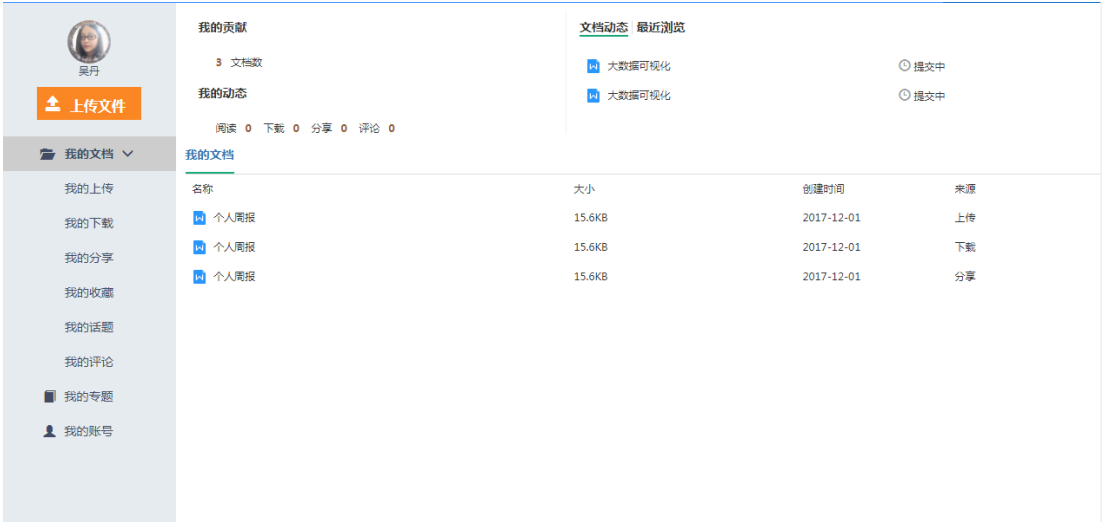 吴丹
上传文件
我的文档
我的上传
我的下载
我的分享
我的收藏
我的话题
我的评论
我的专题
我的账号
我的贡献
3 文档数
我的动态
阅读 0 下载 0 分享 0 评论 0
文档动态 最近浏览
大数据可视化 提交中
大数据可视化 提交中
我的文档
名称 大小 创建时间 来源
个人周报 15.6KB 2017-12-01 上传
个人周报 15.6KB 2017-12-01 下载
个人周报 15.6KB 2017-12-01 分享